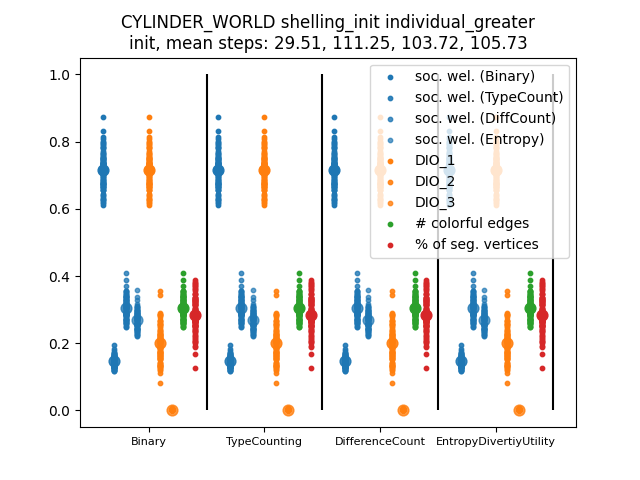 CYLINDER_WORLD shelling_init individual_greater
init, mean steps: 29.51, 111.25, 103.72, 105.73
1.0
0.8
0.6
0.4
0.2
0.0
soc. wel. (Binary)
soc. wel. (TypeCount)
soc. wel. (DiffCount)
soc. wel. (Entropy)
DIO_1
DIO_2
DIO_3
# colorful edges
% of seg. vertices
Binary
TypeCounting
DifferenceCount
EntropyDivertiyUtility